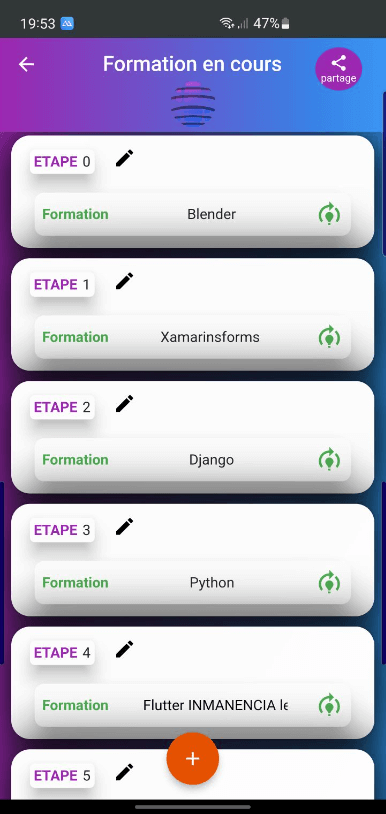 19:53 47%
Formation en cours
partage
ETAPE 0
Formation Blender
ETAPE 1
Formation Xamarinsforms
ETAPE 2
Formation Django
ETAPE 3
Formation Python
ETAPE 4
Formation Flutter INMANENCIA le
+
ETAPE 5